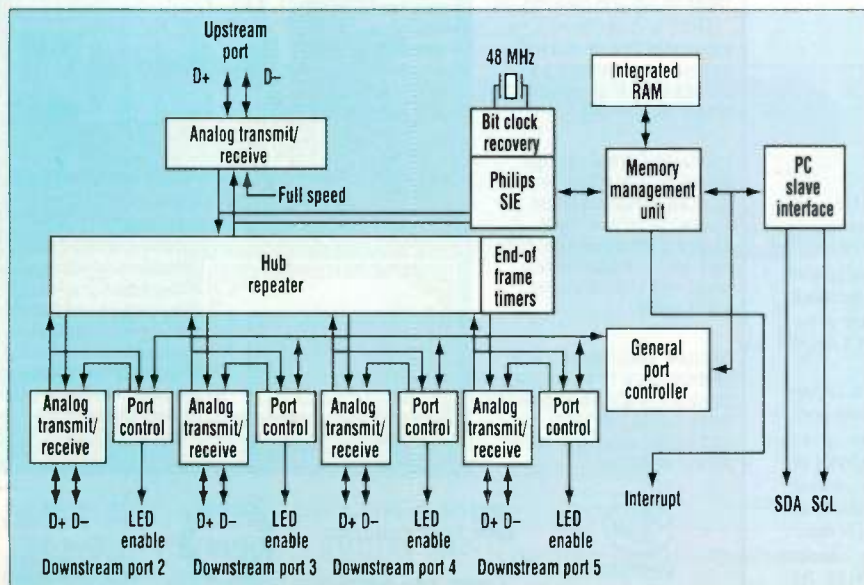 Upstream
port
D+ D–
48 MHz
Integrated
RAM
Analog transmit/
receive
Bit clock
recovery
Full speed
Philips
SIE
Memory
management
unit
PC
slave
interface
Hub
repeater
End-of
frame
timers
General
port
controller
Analog
transmit/
receive
Port
control
Analog
transmit/
receive
Port
control
Analog
transmit/
receive
Port
control
Analog
transmit/
receive
Port
control
D+ D–
LED
enable
D+ D–
LED
enable
D+ D–
LED
enable
D+ D–
LED
enable
Interrupt
SDA SCL
Downstream port 2
Downstream port 3
Downstream port 4
Downstream port 5